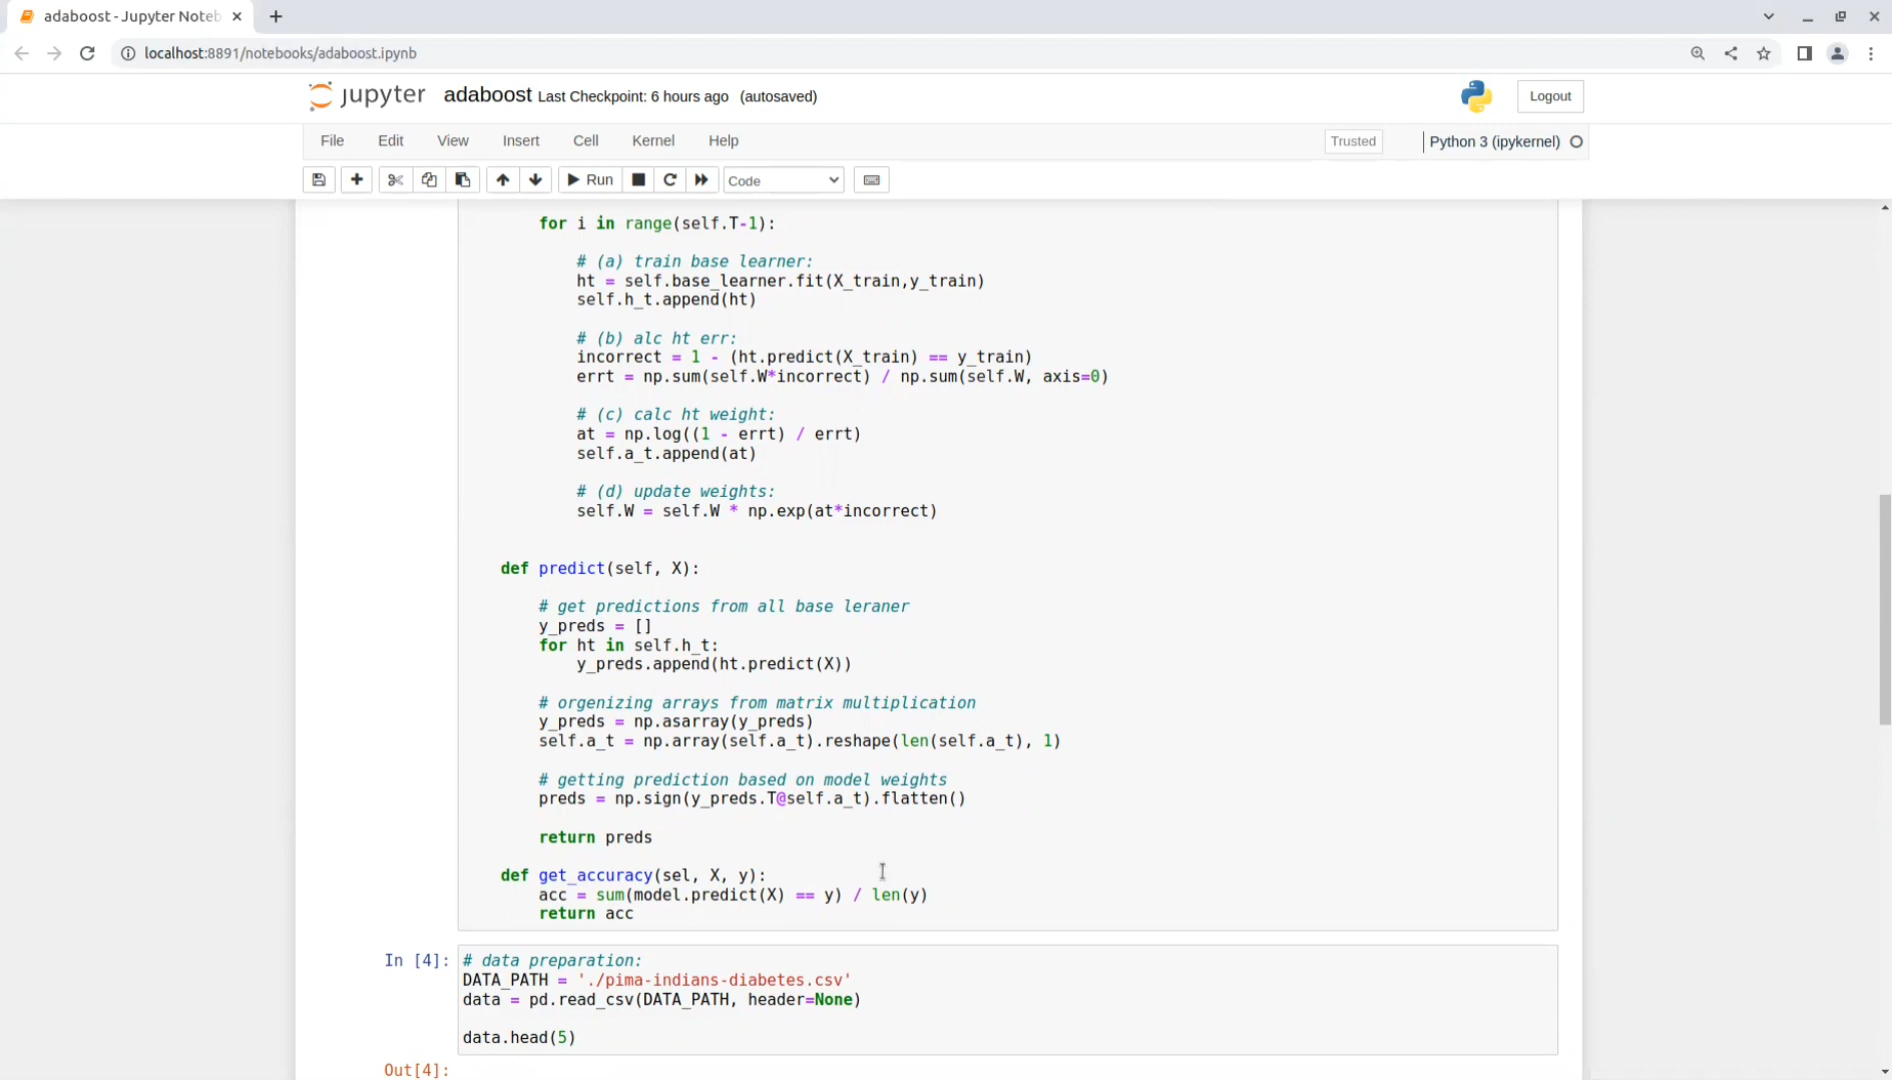 adaboost - Jupyter Noteb
localhost:8891/notebooks/adaboost.ipynb
jupyter adaboost Last Checkpoint: 6 hours ago (autosaved) Logout
File Edit View Insert Cell Kernel Help Trusted Python 3 (ipykernel)
Run Code
for i in range(self.T-1):
# (a) train base learner:
ht = self.base_learner.fit(X_train,y_train)
self.h_t.append(ht)
# (b) alc ht err:
incorrect = 1 - (ht.predict(X_train) == y_train)
errt = np.sum(self.W*incorrect) / np.sum(self.W, axis=0)
# (c) calc ht weight:
at = np.log((1 - errt) / errt)
self.a_t.append(at)
# (d) update weights:
self.W = self.W * np.exp(at*incorrect)
def predict(self, X):
# get predictions from all base leraner
y_preds = []
for ht in self.h_t:
y_preds.append(ht.predict(X))
# orgenizing arrays from matrix multiplication
y_preds = np.asarray(y_preds)
self.a_t = np.array(self.a_t).reshape(len(self.a_t), 1)
# getting prediction based on model weights
preds = np.sign(y_preds.T@self.a_t).flatten()
return preds
def get_accuracy(sel, X, y):
acc = sum(model.predict(X) == y) / len(y)
return acc
In [4]: # data preparation:
DATA_PATH = './pima-indians-diabetes.csv'
data = pd.read_csv(DATA_PATH, header=None)
data.head(5)
Out[4]: